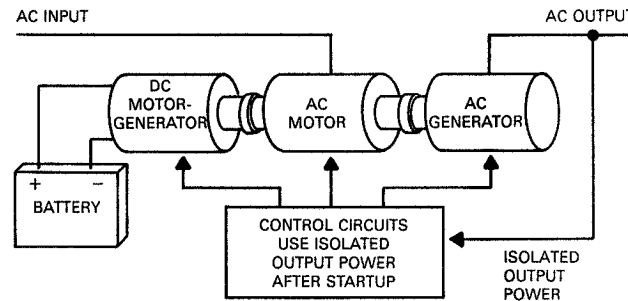 AC INPUT
AC OUTPUT
DC
MOTOR-
GENERATOR
AC
MOTOR
AC
GENERATOR
+ −
BATTERY
CONTROL CIRCUITS
USE ISOLATED
OUTPUT POWER
AFTER STARTUP
ISOLATED
OUTPUT
POWER